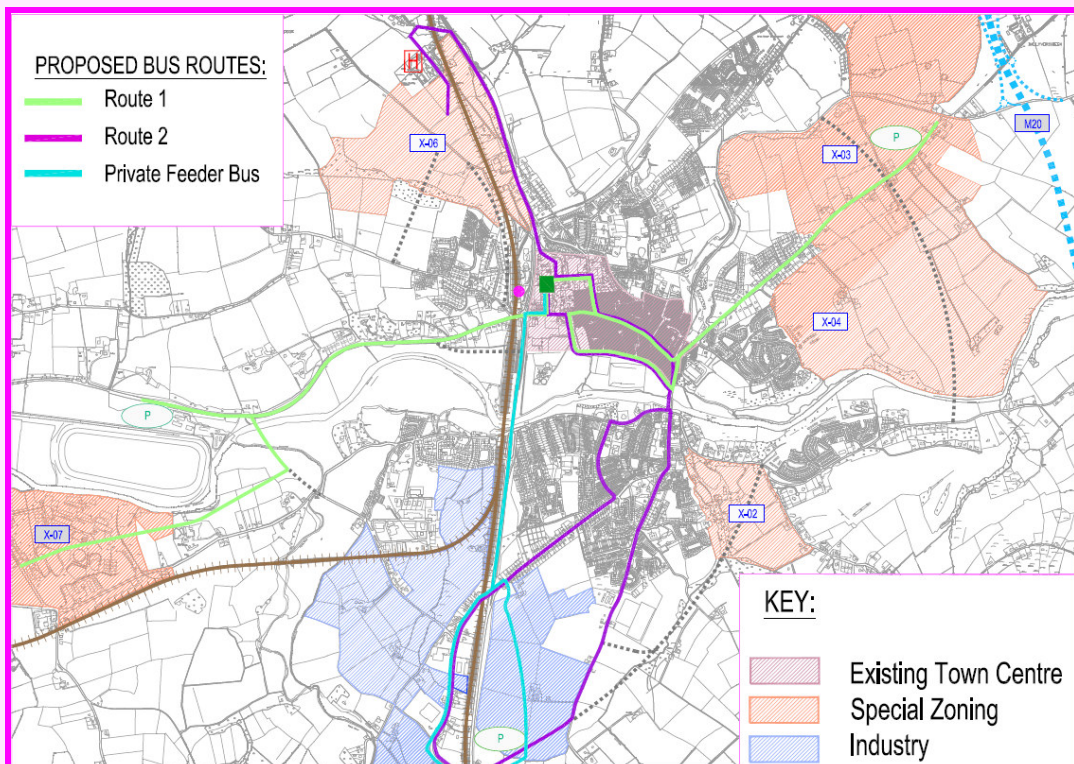 PROPOSED BUS ROUTES:
Route 1
Route 2
Private Feeder Bus
H
X-06
M20
P
X-03
X-04
P
X-02
X-07
P
KEY:
Existing Town Centre
Special Zoning
Industry